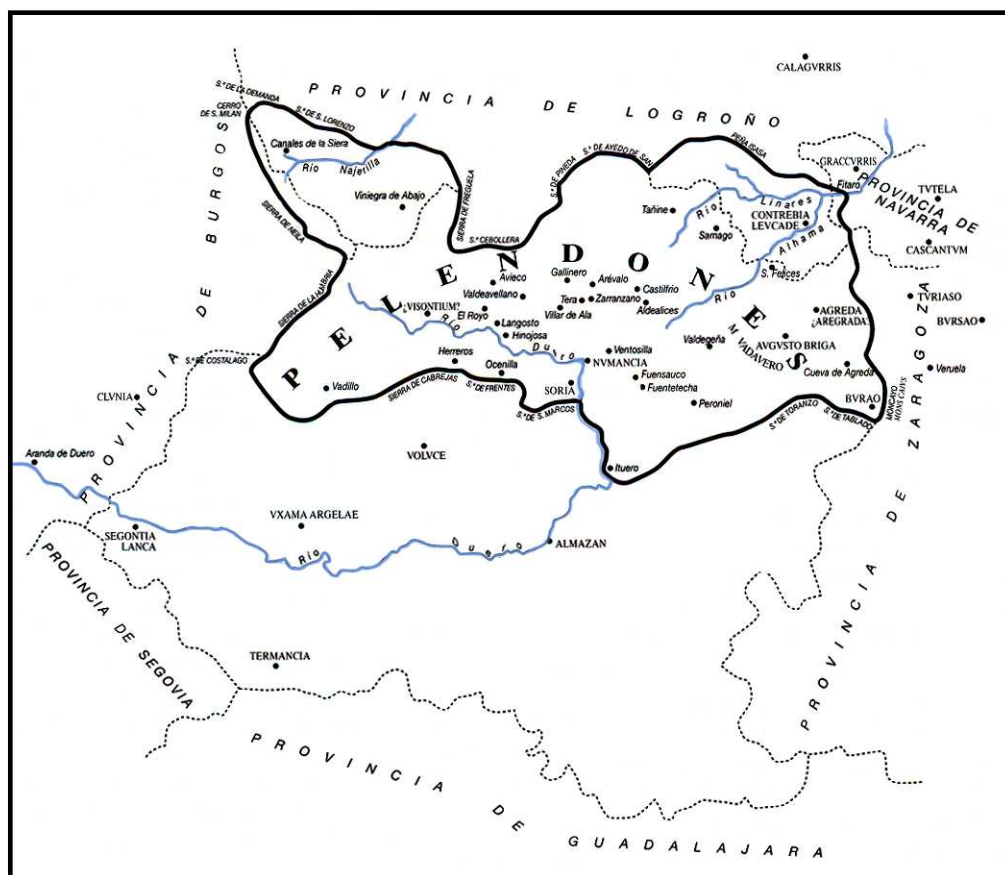 CALAGVRRIS
PROVINCIA DE LOGROÑO
S.ª DE LA DEMANDA
CERRO
DE S. MILAN
S.ª DE S. LORENZO
Canales de la Siera
Río Najerilla
Viniegra de Abajo
SIERRA DE FREGUELA
S.ª CEBOLLERA
S.ª DE PINEDA
S.ª DE AYEDO DE SAN
PEÑA ISASA
GRACCVRRIS
Fitero
PROVINCIA DE
NAVARRA
TVTELA
CASCANTVM
Río Linares
CONTREBIA
LEVCADE
Río Alhama
Tañine
Sarnago
S. Felices
PROVINCIA DE BURGOS
SIERRA DE NEILA
SIERRA DE LA
S.ª DE COSTALAGO
PELENDONES
Avieco
Valdeavellano
Gallinero
Arévalo
Castilfrío
Tera
Zarranzano
Aldealices
Villar de Ala
¿VISONTIUM?
El Royo
Langosto
Hinojosa
Río Duero
Herreros
Ocenilla
Vadillo
SIERRA DE CABREJAS
S.ª DE FRENTES
S.ª DE S. MARCOS
SORIA
NVMANCIA
Ventosilla
Fuensauco
Fuentetecha
Peroniel
Valdegeña
M. VADAVERO
AVGVSTO BRIGA
AGREDA
¿AREGRADA?
Cueva de Agreda
BVRAO
TVRIASO
BVRSAO
Veruela
MONCAYO
MONS CAIVS
S.ª DE TORANZO
S.ª DE TABLADO
PROVINCIA DE ZARAGOZA
CLVNIA
Aranda de Duero
SEGONTIA
LANCA
VOLVCE
VXAMA ARGELAE
Río Duero
Ituero
ALMAZAN
TERMANCIA
PROVINCIA DE SEGOVIA
PROVINCIA DE GUADALAJARA